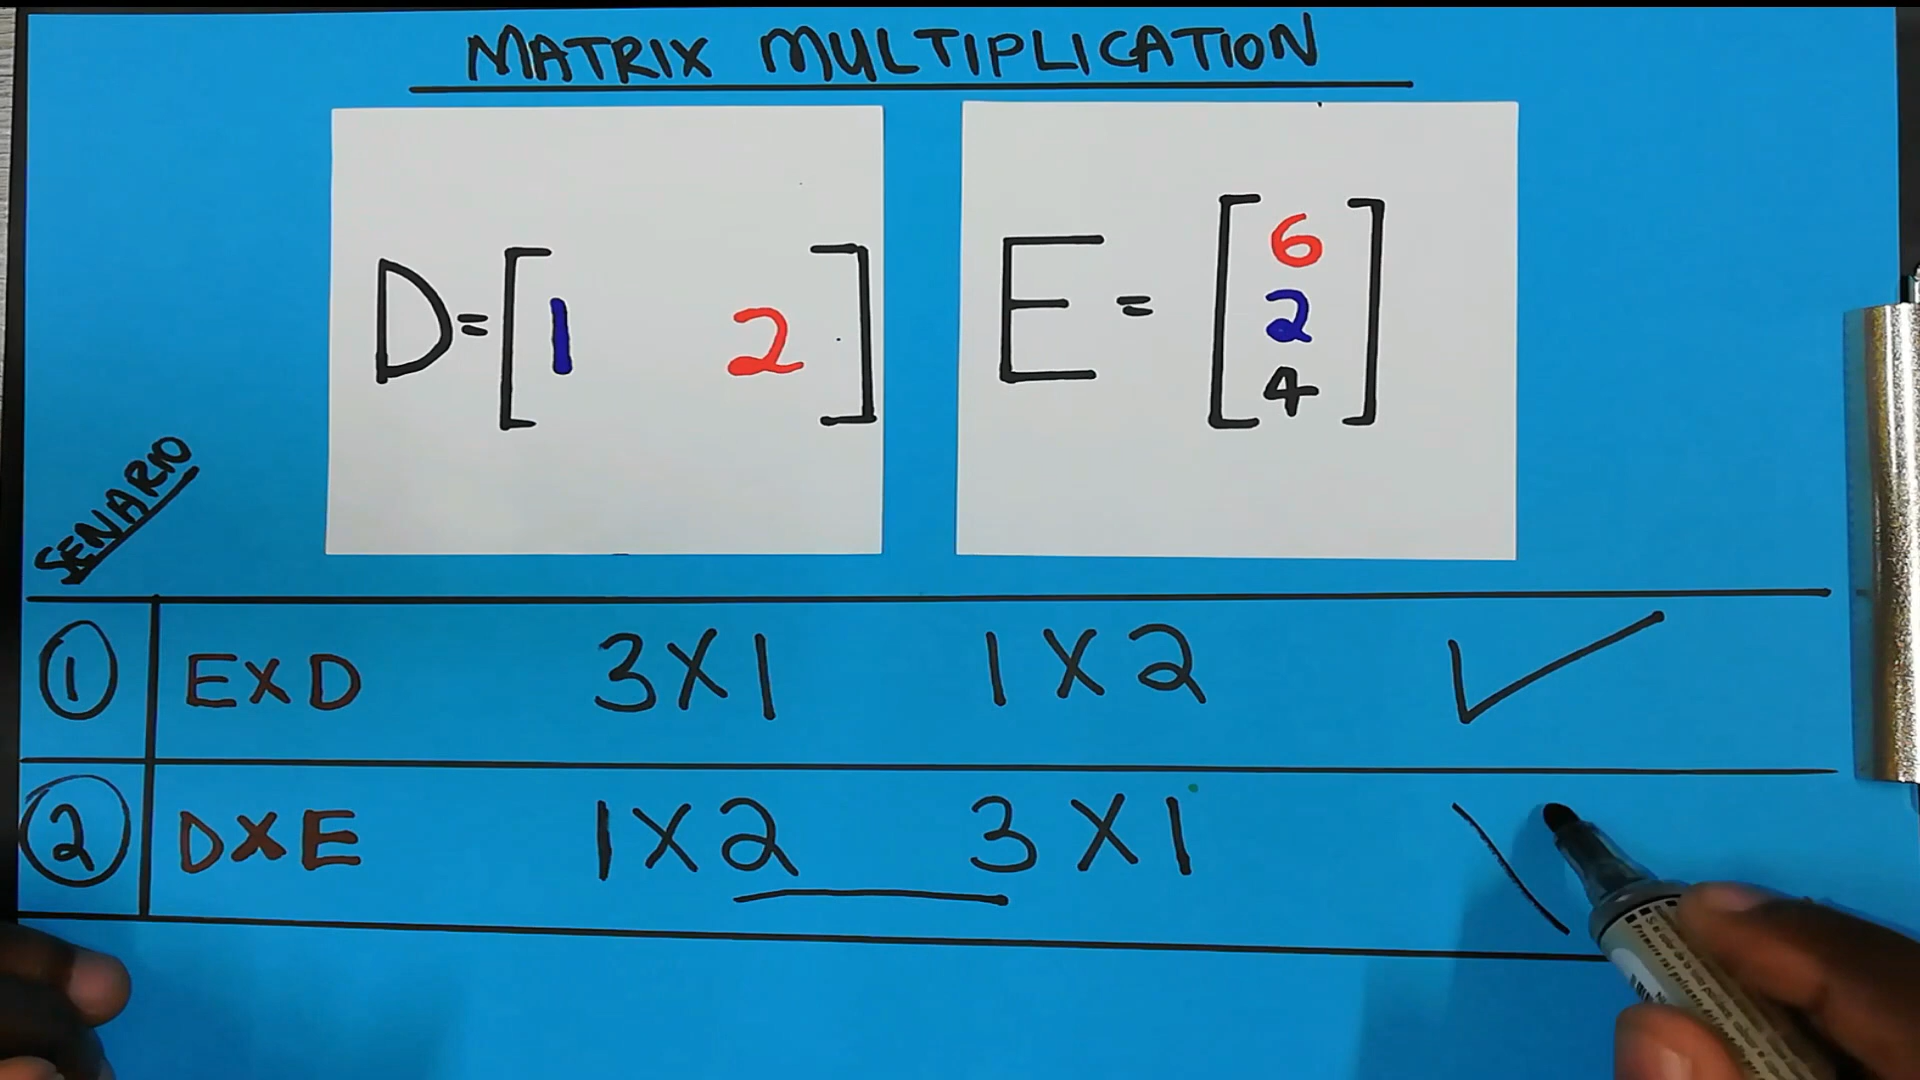 MATRIX MULTIPLICATION
D = [1 2]
E = [6
2
4]
SENARIO
1 EXD 3X1 1X2 ✓
2 DXE 1X2 3X1